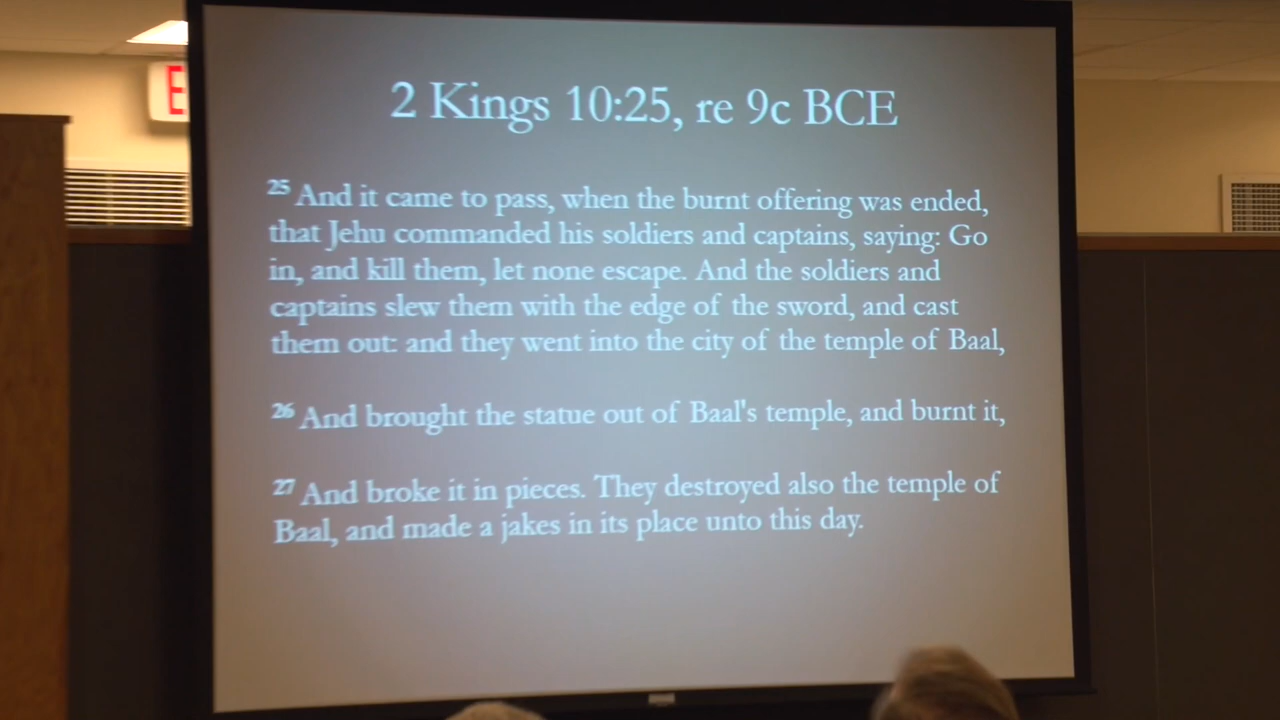 E
2 Kings 10:25, re 9c BCE
25 And it came to pass, when the burnt offering was ended,
that Jehu commanded his soldiers and captains, saying: Go
in, and kill them, let none escape. And the soldiers and
captains slew them with the edge of the sword, and cast
them out: and they went into the city of the temple of Baal,
26 And brought the statue out of Baal's temple, and burnt it,
27 And broke it in pieces. They destroyed also the temple of
Baal, and made a jakes in its place unto this day.